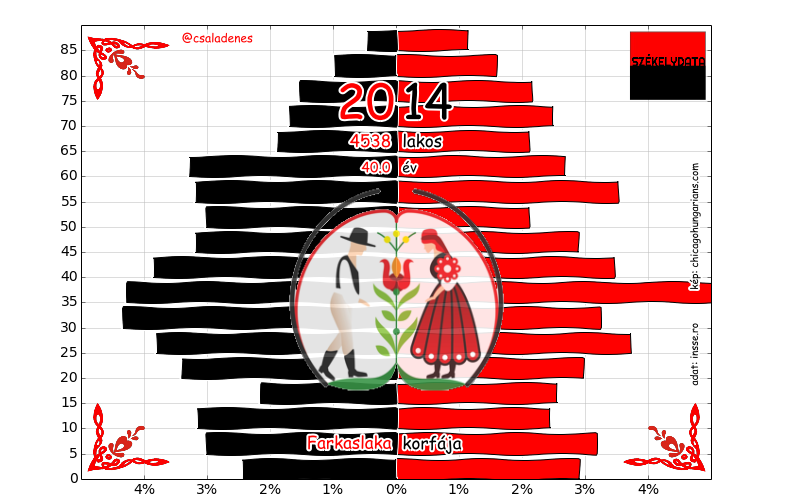 @csaladenes
SZÉKELYDATA
2014
4538 lakos
40.0 év
kép: chicagohungarians.com
adat: insse.ro
Farkaslaka korfája
85
80
75
70
65
60
55
50
45
40
35
30
25
20
15
10
5
0
4% 3% 2% 1% 0% 1% 2% 3% 4%